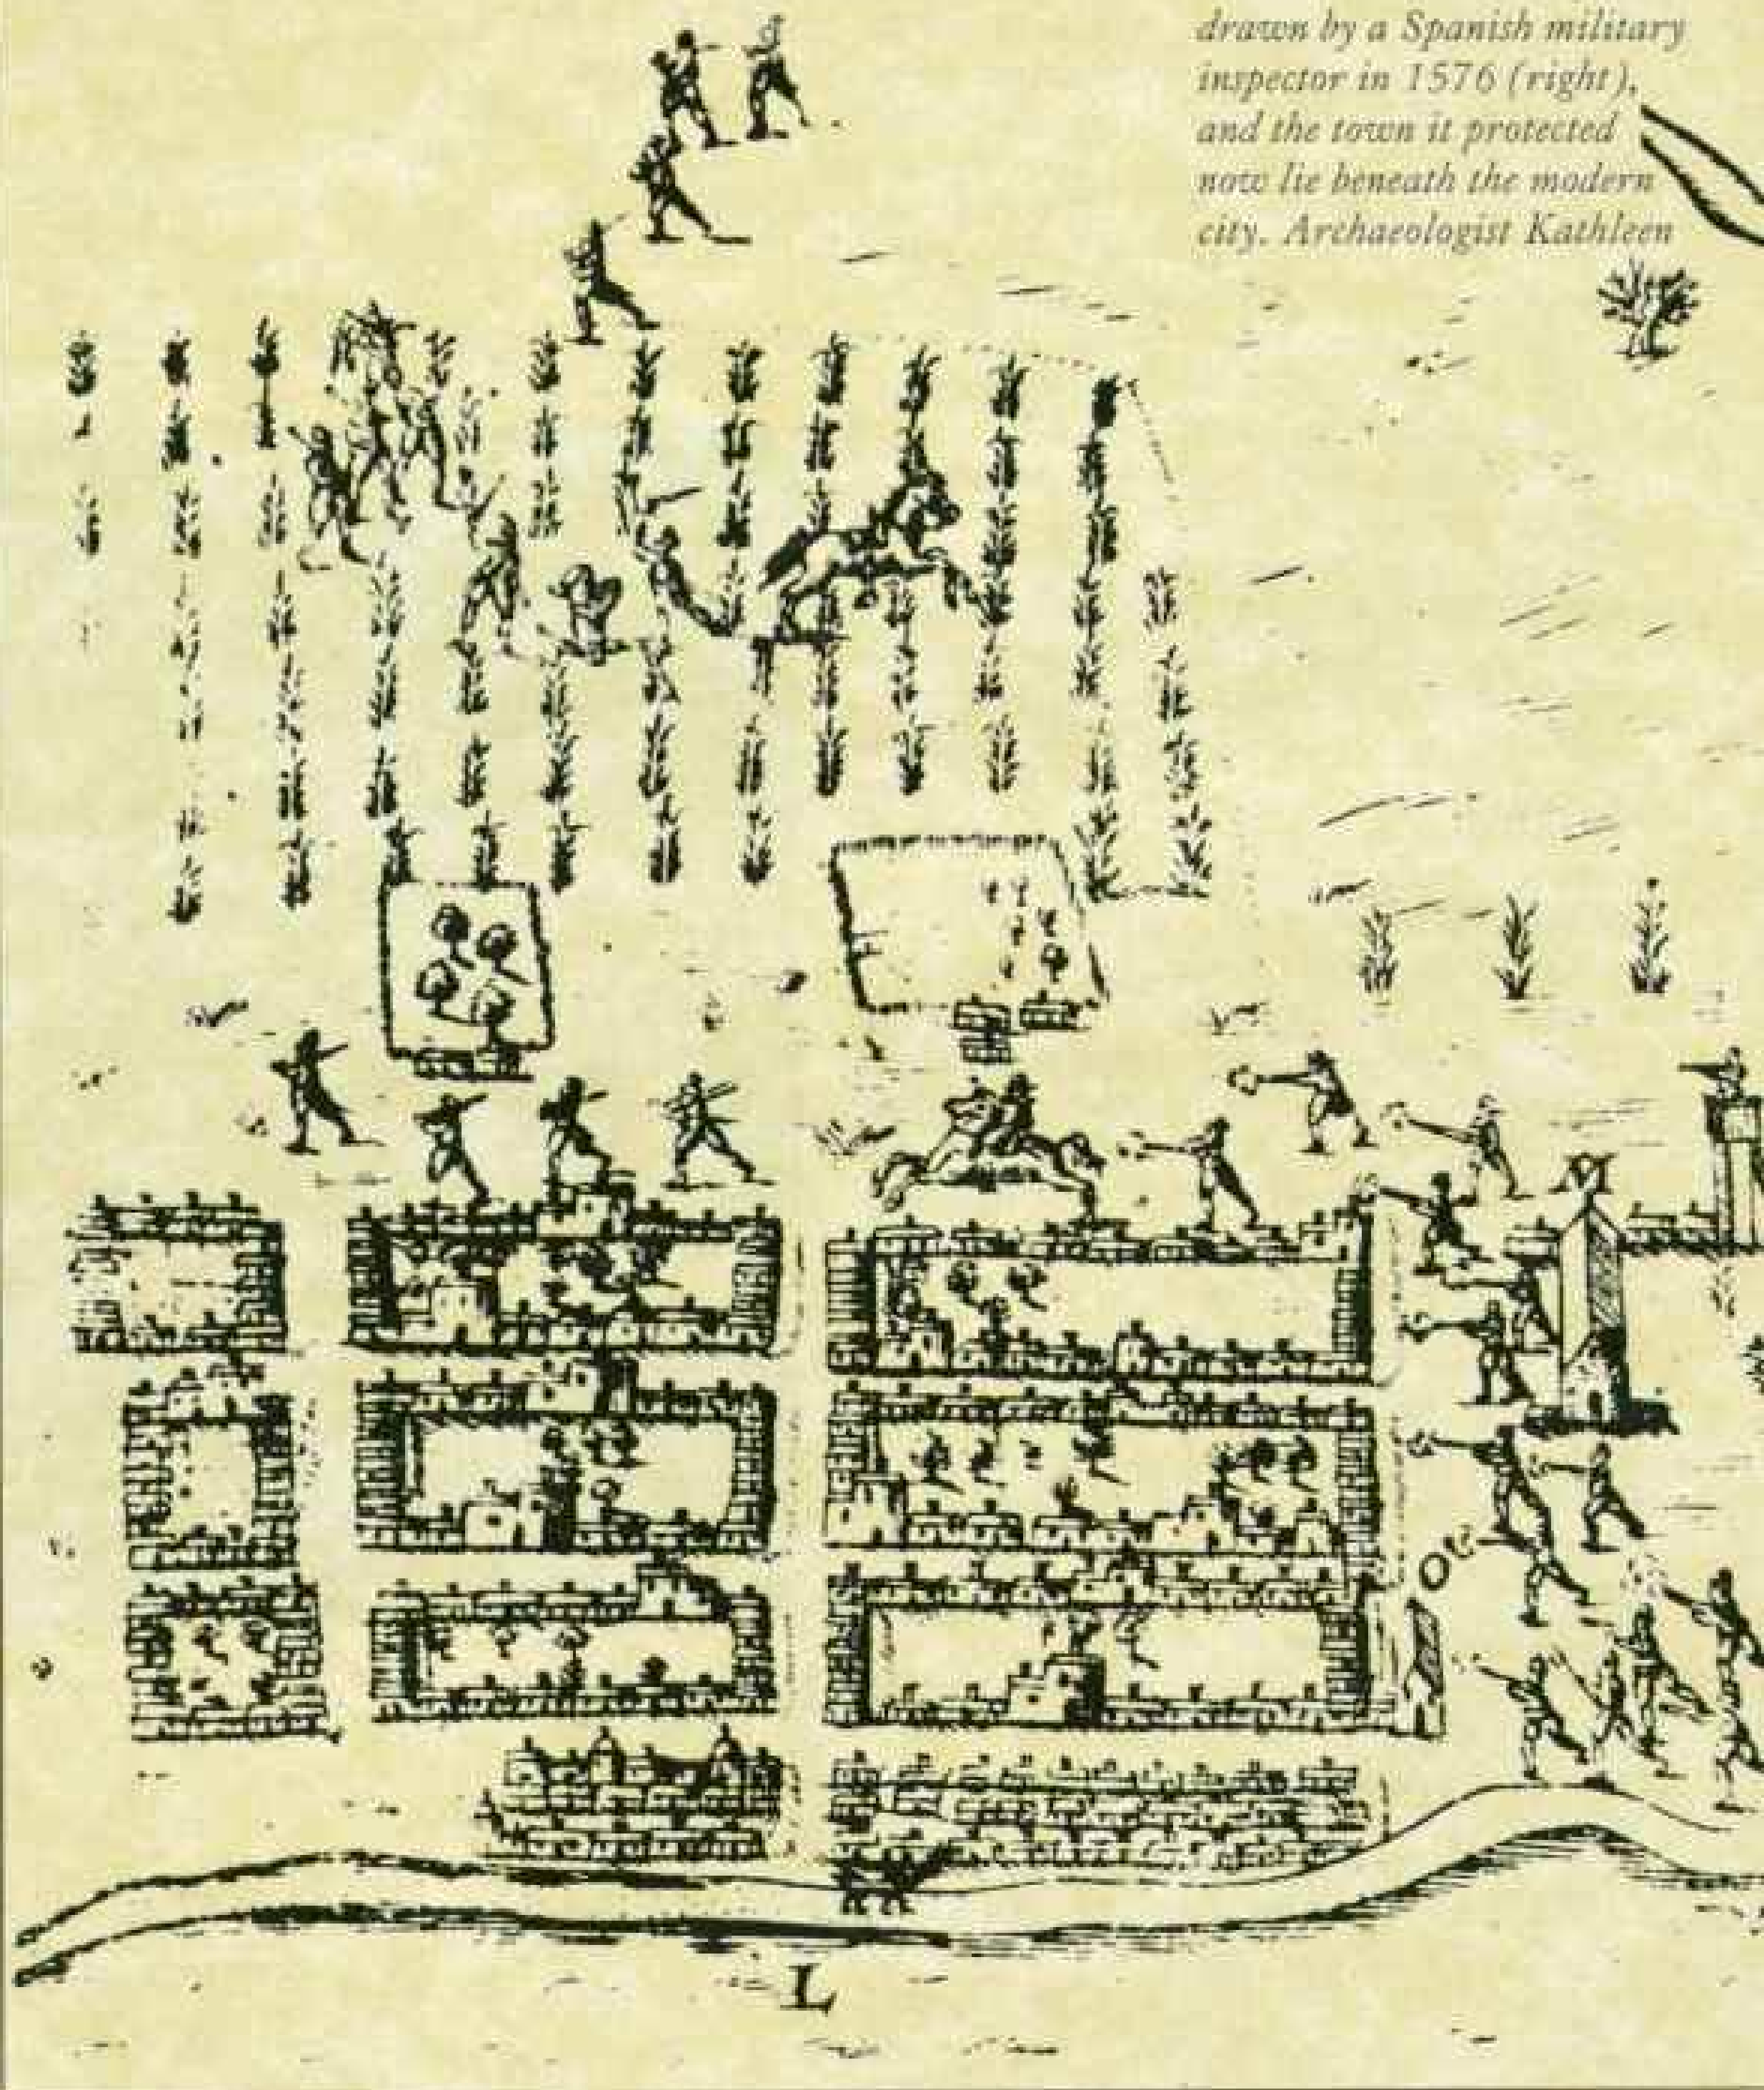 drawn by a Spanish military
inspector in 1576 (right),
and the town it protected
now lie beneath the modern
city. Archaeologist Kathleen
M
L